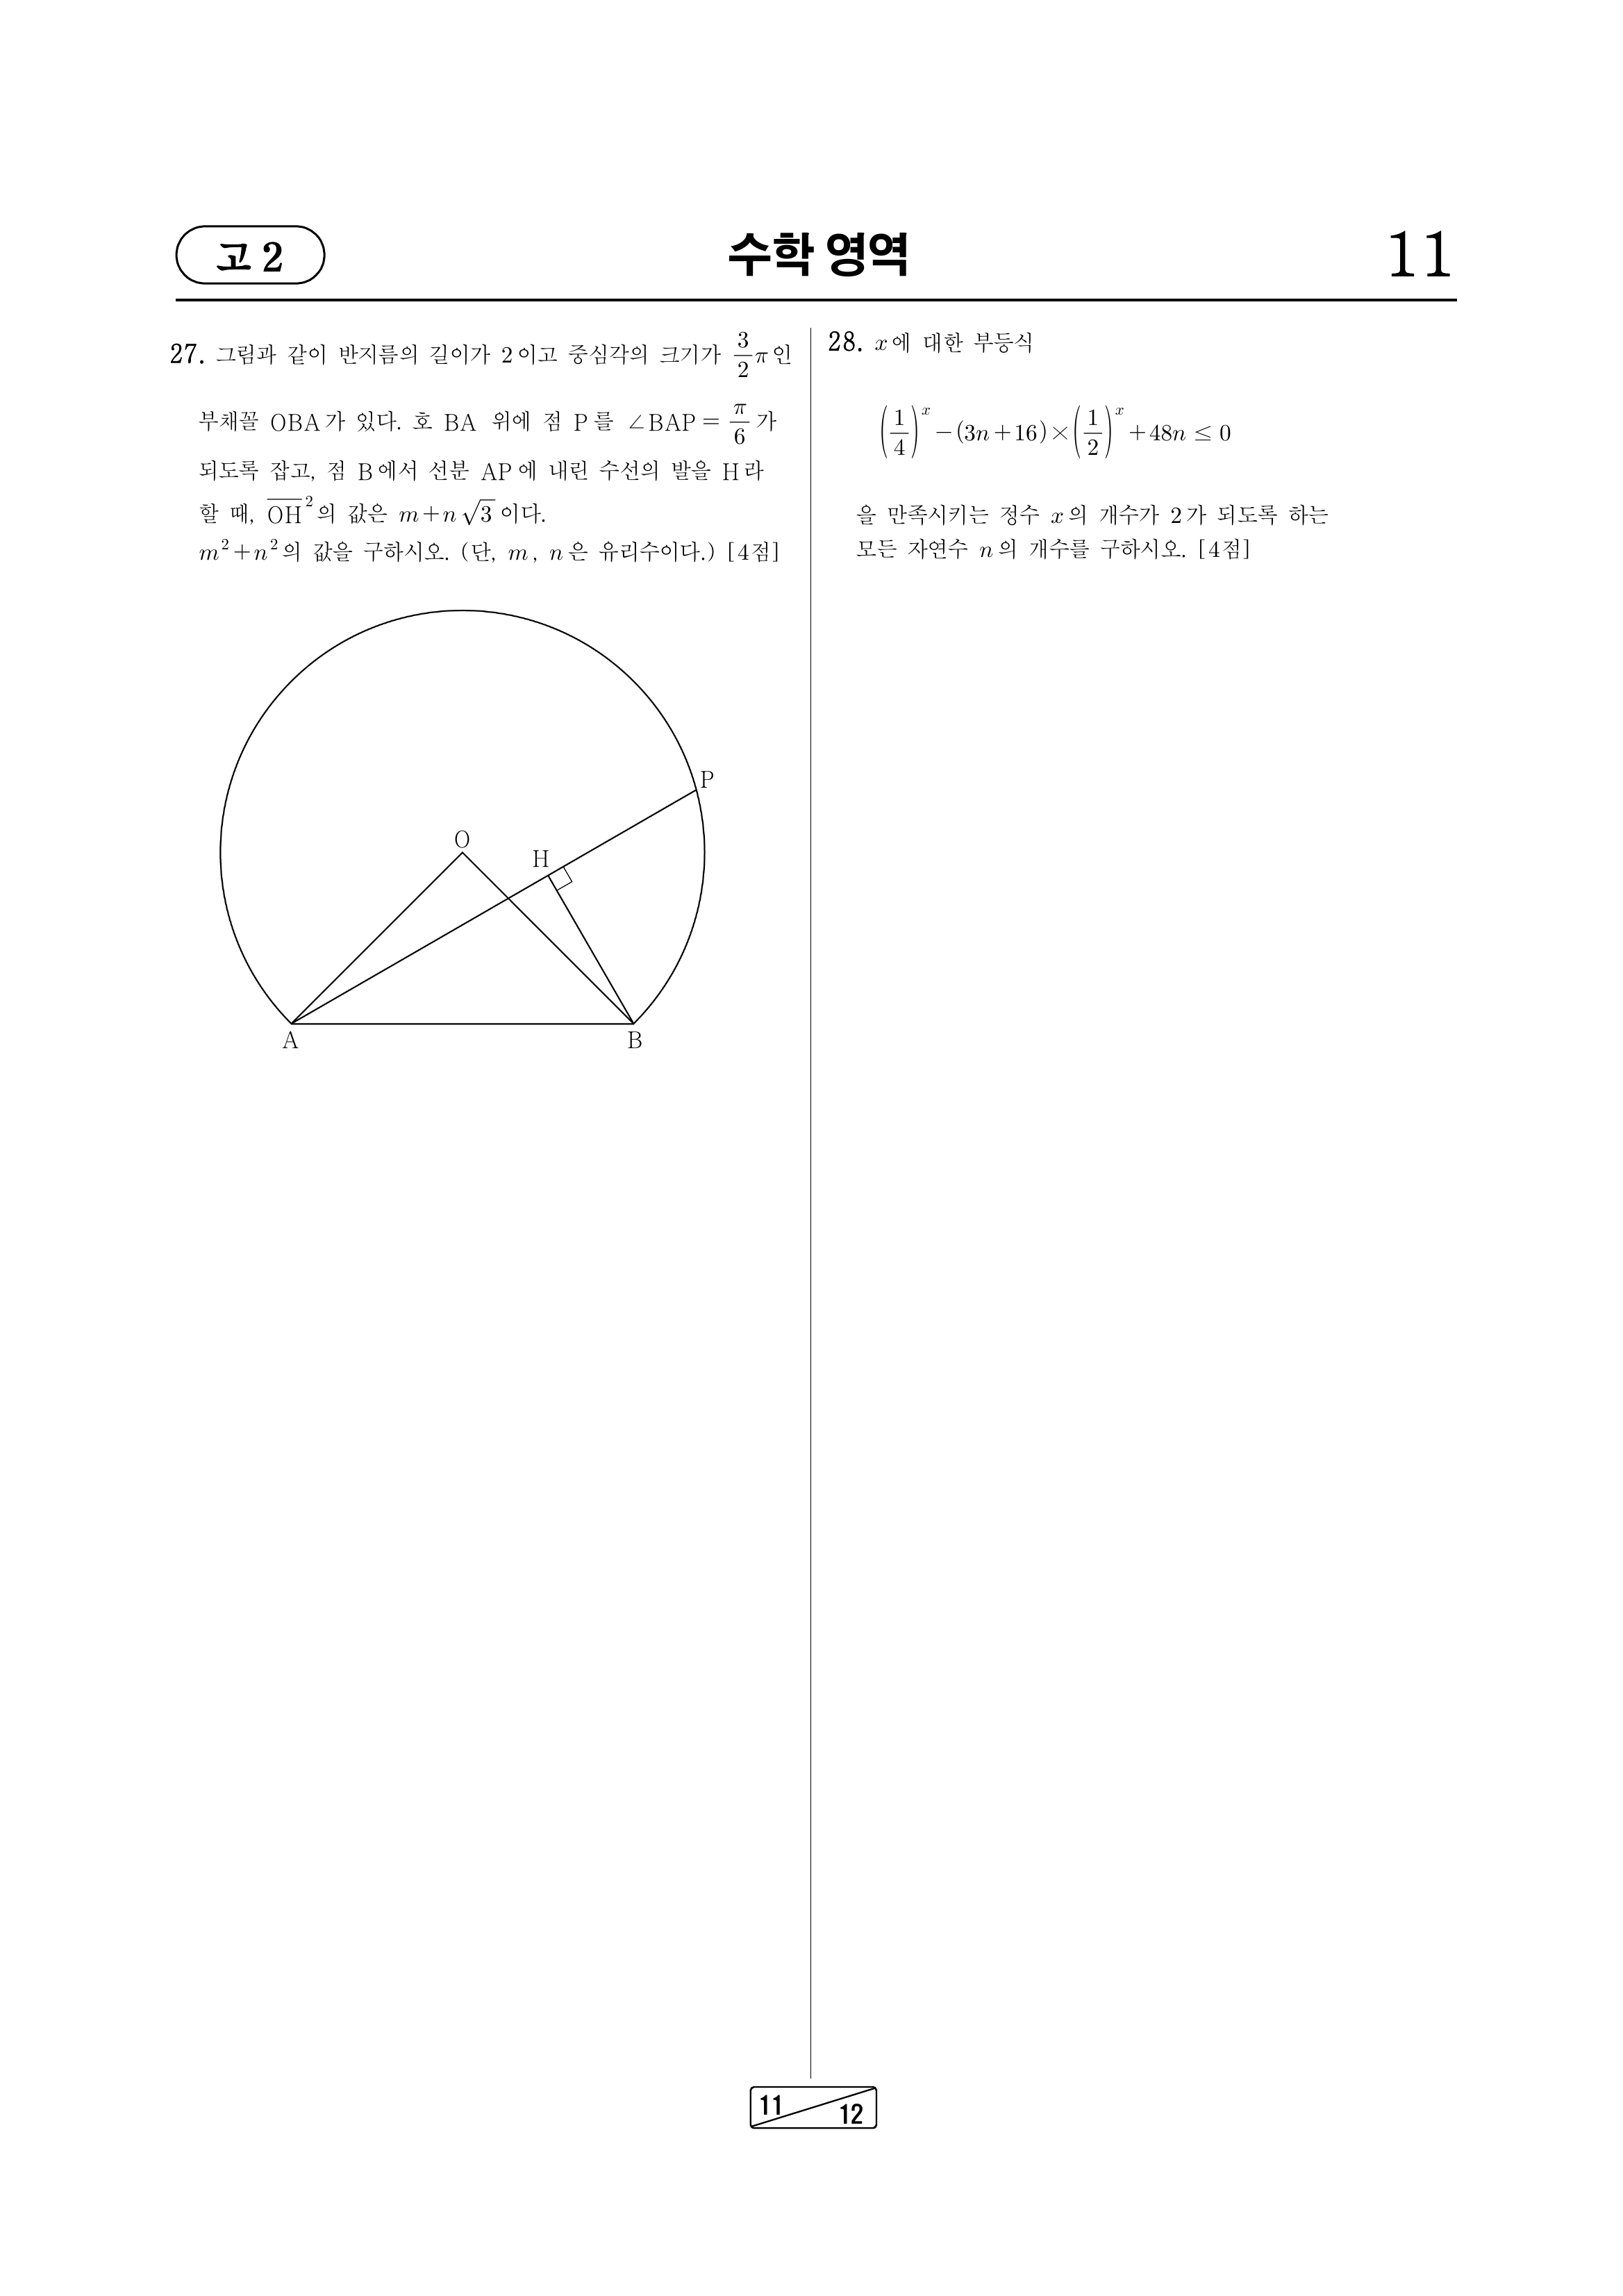 고 2
수학 영역
11
27. 그림과 같이 반지름의 길이가 2이고 중심각의 크기가 $\frac{3}{2}\pi$인
부채꼴 OBA가 있다. 호 BA 위에 점 P를 ∠BAP = $\frac{\pi}{6}$가
되도록 잡고, 점 B에서 선분 AP에 내린 수선의 발을 H라
할 때, $\overline{\mathrm{OH}}^2$의 값은 $m+n\sqrt{3}$이다.
$m^2+n^2$의 값을 구하시오. (단, m, n은 유리수이다.) [4점]
P
O
H
A
B
28. x에 대한 부등식
$\left(\frac{1}{4}\right)^x-(3n+16)\times\left(\frac{1}{2}\right)^x+48n\leq 0$
을 만족시키는 정수 x의 개수가 2가 되도록 하는
모든 자연수 n의 개수를 구하시오. [4점]
11
12